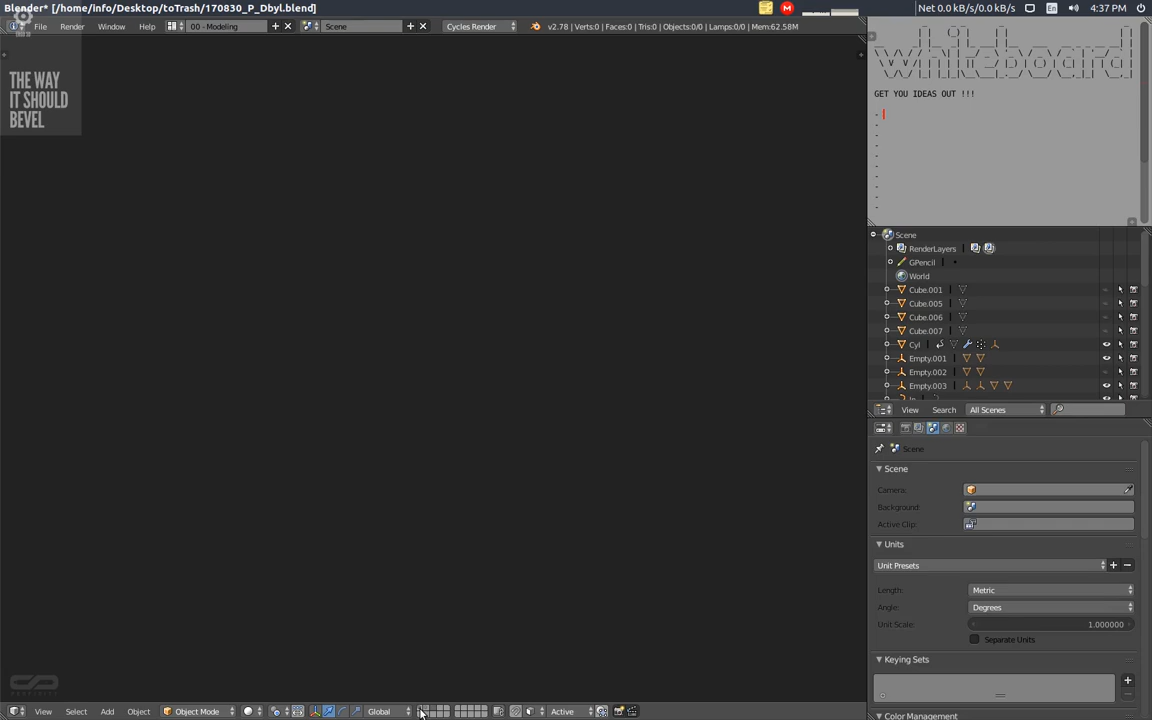 Blender* [/home/info/Desktop/toTrash/170830_P_Dbyl.blend]
Net 0.0 kB/s/0.0 kB/s En 4:37 PM
File Render Window Help 00 - Modeling Scene Cycles Render v2.78 | Verts:0 | Faces:0 | Tris:0 | Objects:0/0 | Lamps:0/0 | Mem:62.58M
THE WAY
IT SHOULD
BEVEL
whiteboard
GET YOU IDEAS OUT !!!
-
-
-
-
-
-
-
-
-
-
Scene
RenderLayers
GPencil
World
Cube.001
Cube.005
Cube.006
Cube.007
Cyl
Empty.001
Empty.002
Empty.003
View Search All Scenes
Scene
Scene
Camera:
Background:
Active Clip:
Units
Unit Presets
Length: Metric
Angle: Degrees
Unit Scale: 1.000000
Separate Units
Keying Sets
Color Management
View Select Add Object Object Mode Global Active